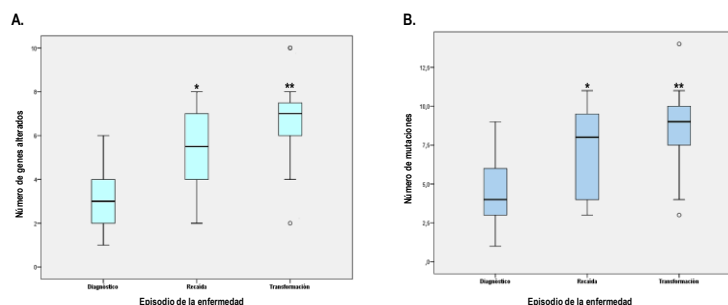 A.
B.
Número de genes alterados
10
8
6
4
2
0
*
**
Diagnóstico
Recaída
Transformación
Episodio de la enfermedad
Número de mutaciones
12,5
10,0
7,5
5,0
2,5
,0
*
**
Diagnóstico
Recaída
Transformación
Episodio de la enfermedad